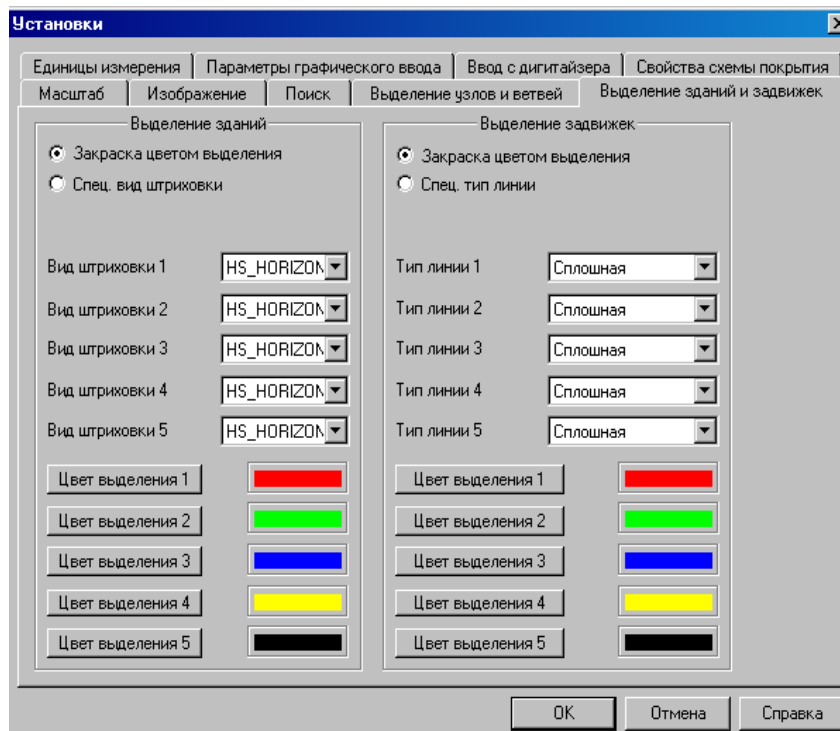 Установки
Единицы измерения
Параметры графического ввода
Ввод с дигитайзера
Свойства схемы покрытия
Масштаб
Изображение
Поиск
Выделение узлов и ветвей
Выделение зданий и задвижек
Выделение зданий
Закраска цветом выделения
Спец. вид штриховки
Вид штриховки 1
HS_HORIZON
Вид штриховки 2
HS_HORIZON
Вид штриховки 3
HS_HORIZON
Вид штриховки 4
HS_HORIZON
Вид штриховки 5
HS_HORIZON
Цвет выделения 1
Цвет выделения 2
Цвет выделения 3
Цвет выделения 4
Цвет выделения 5
Выделение задвижек
Закраска цветом выделения
Спец. тип линии
Тип линии 1
Сплошная
Тип линии 2
Сплошная
Тип линии 3
Сплошная
Тип линии 4
Сплошная
Тип линии 5
Сплошная
Цвет выделения 1
Цвет выделения 2
Цвет выделения 3
Цвет выделения 4
Цвет выделения 5
OK
Отмена
Справка